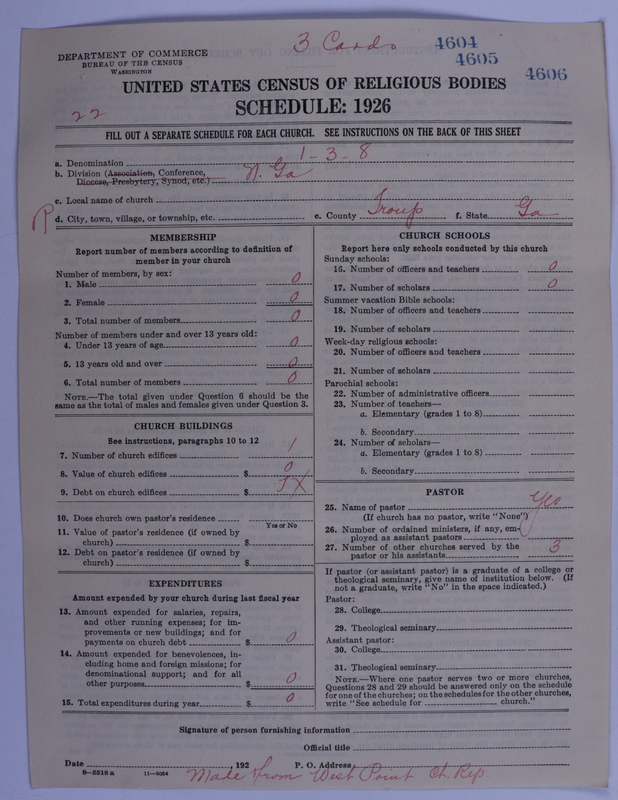 3 Cards
4604
4605
4606
DEPARTMENT OF COMMERCE
BUREAU OF THE CENSUS
WASHINGTON
UNITED STATES CENSUS OF RELIGIOUS BODIES
22
SCHEDULE: 1926
FILL OUT A SEPARATE SCHEDULE FOR EACH CHURCH. SEE INSTRUCTIONS ON THE BACK OF THIS SHEET
a. Denomination 1-3-8
b. Division (Association, Conference,
Diocese, Presbytery, Synod, etc.) N. Ga
c. Local name of church
d. City, town, village, or township, etc. e. County Troup f. State Ga
MEMBERSHIP
Report number of members according to definition of
member in your church
Number of members, by sex:
1. Male 0
2. Female 0
3. Total number of members 0
Number of members under and over 13 years old:
4. Under 13 years of age 0
5. 13 years old and over 0
6. Total number of members 0
NOTE.—The total given under Question 6 should be the
same as the total of males and females given under Question 3.
CHURCH BUILDINGS
See instructions, paragraphs 10 to 12
7. Number of church edifices 1
8. Value of church edifices $ 0
9. Debt on church edifices $
10. Does church own pastor's residence
Yes or No
11. Value of pastor's residence (if owned by
church) $
12. Debt on pastor's residence (if owned by
church) $
EXPENDITURES
Amount expended by your church during last fiscal year
13. Amount expended for salaries, repairs,
and other running expenses; for im-
provements or new buildings; and for
payments on church debt $ 0
14. Amount expended for benevolences, in-
cluding home and foreign missions; for
denominational support; and for all
other purposes $ 0
15. Total expenditures during year $ 0
CHURCH SCHOOLS
Report here only schools conducted by this church
Sunday schools:
16. Number of officers and teachers 0
17. Number of scholars 0
Summer vacation Bible schools:
18. Number of officers and teachers
19. Number of scholars
Week-day religious schools:
20. Number of officers and teachers
21. Number of scholars
Parochial schools:
22. Number of administrative officers
23. Number of teachers—
a. Elementary (grades 1 to 8)
b. Secondary
24. Number of scholars—
a. Elementary (grades 1 to 8)
b. Secondary
PASTOR
25. Name of pastor Yes
(If church has no pastor, write "None")
26. Number of ordained ministers, if any, em-
ployed as assistant pastors
27. Number of other churches served by the
pastor or his assistants 3
If pastor (or assistant pastor) is a graduate of a college or
theological seminary, give name of institution below. (If
not a graduate, write "No" in the space indicated.)
Pastor:
28. College
29. Theological seminary
Assistant pastor:
30. College
31. Theological seminary
NOTE.—Where one pastor serves two or more churches,
Questions 28 and 29 should be answered only on the schedule
for one of the churches; on the schedules for the other churches,
write "See schedule for church."
Signature of person furnishing information
Official title
Date , 192 P. O. Address
8-5518a 11-9054
Made from West Point Ch. Rep.